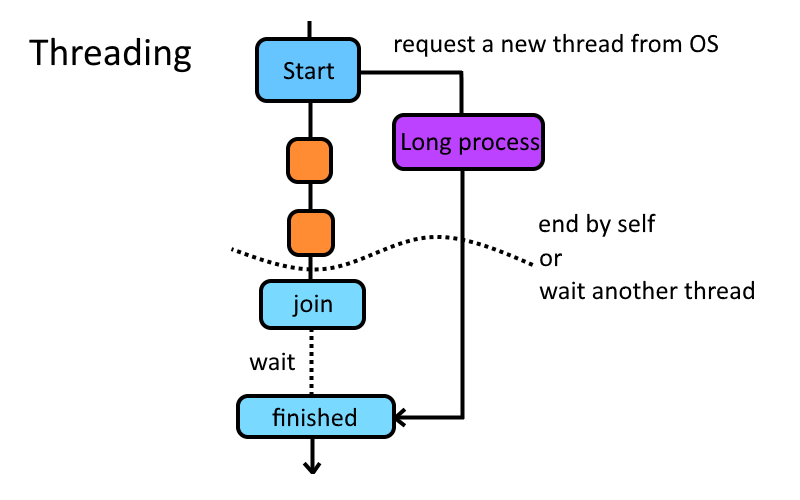 Threading
request a new thread from OS
Start
Long process
end by self
or
wait another thread
join
wait
finished